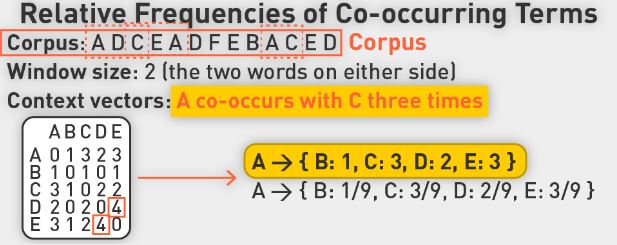 Relative Frequencies of Co-occurring Terms
Corpus: A D C E A D F E B A C E D Corpus
Window size: 2 (the two words on either side)
Context vectors: A co-occurs with C three times
A B C D E
A 0 1 3 2 3
B 1 0 1 0 1
C 3 1 0 2 2
D 2 0 2 0 4
E 3 1 2 4 0
A → { B: 1, C: 3, D: 2, E: 3 }
A → { B: 1/9, C: 3/9, D: 2/9, E: 3/9 }